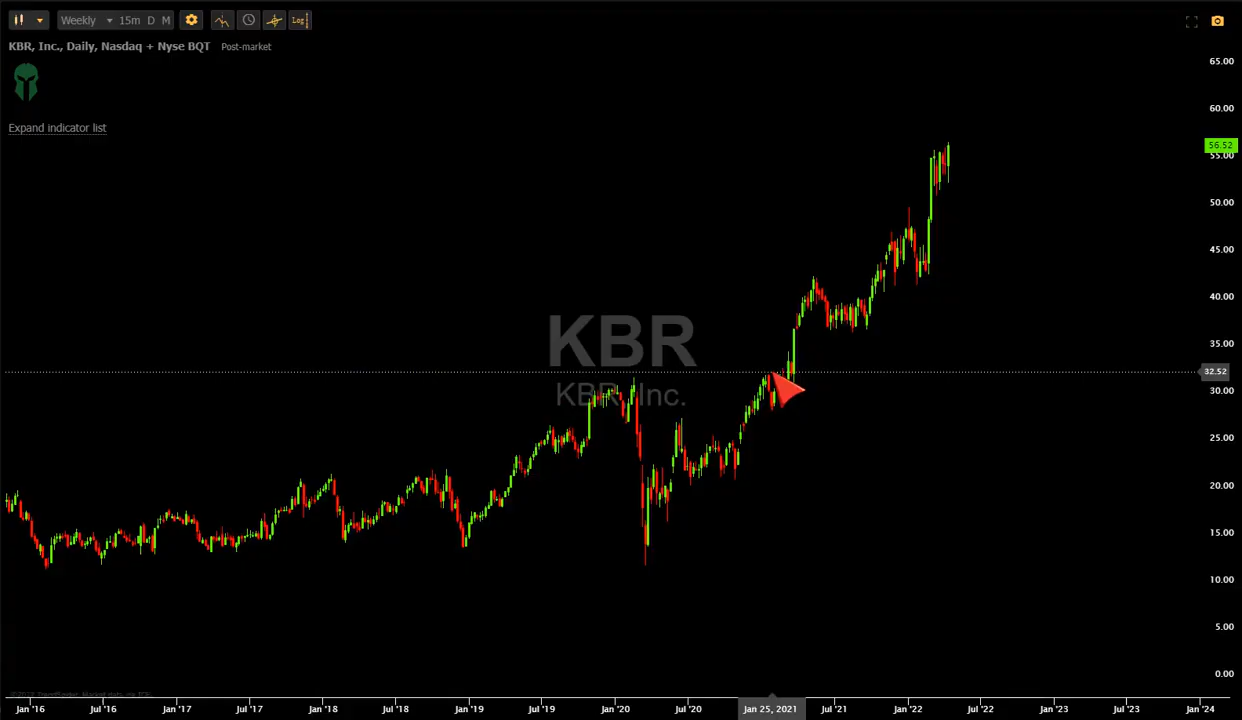 Weekly 15m D M Log
KBR, Inc., Daily, Nasdaq + Nyse BQT Post-market
Expand indicator list
65.00
60.00
56.52
55.00
50.00
45.00
40.00
35.00
32.52
30.00
25.00
20.00
15.00
10.00
5.00
0.00
KBR
KBR, Inc.
Jan '16 Jul '16 Jan '17 Jul '17 Jan '18 Jul '18 Jan '19 Jul '19 Jan '20 Jul '20 Jan 25, 2021 Jul '21 Jan '22 Jul '22 Jan '23 Jul '23 Jan '24